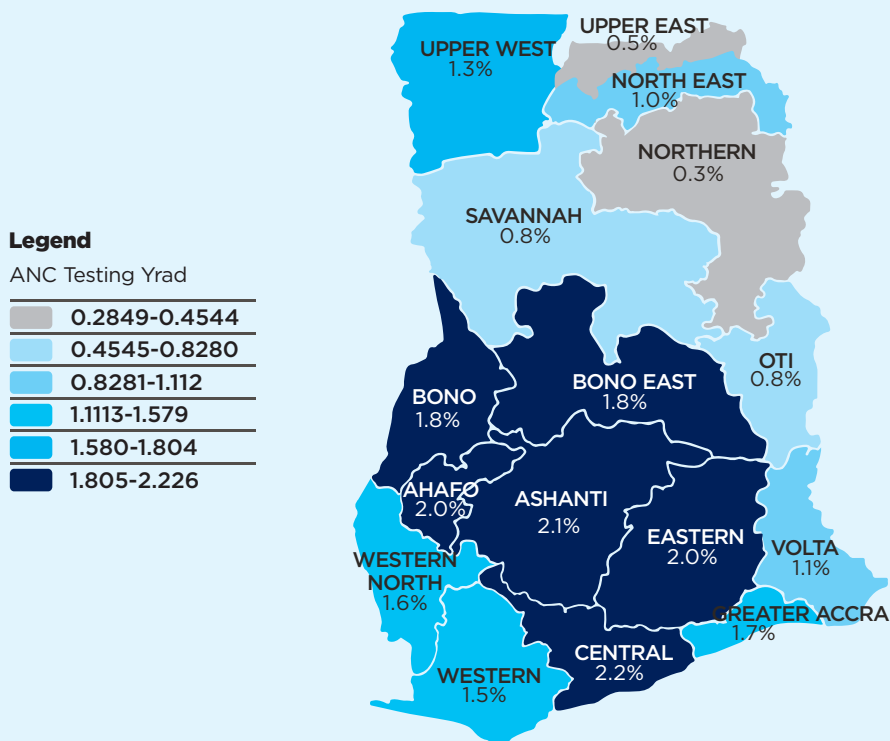 UPPER EAST
0.5%
UPPER WEST
1.3%
NORTH EAST
1.0%
NORTHERN
0.3%
SAVANNAH
0.8%
Legend
ANC Testing Yrad
0.2849-0.4544
0.4545-0.8280
0.8281-1.112
1.1113-1.579
1.580-1.804
1.805-2.226
OTI
0.8%
BONO
1.8%
BONO EAST
1.8%
AHAFO
2.0%
ASHANTI
2.1%
EASTERN
2.0%
VOLTA
1.1%
WESTERN
NORTH
1.6%
GREATER ACCRA
1.7%
CENTRAL
2.2%
WESTERN
1.5%